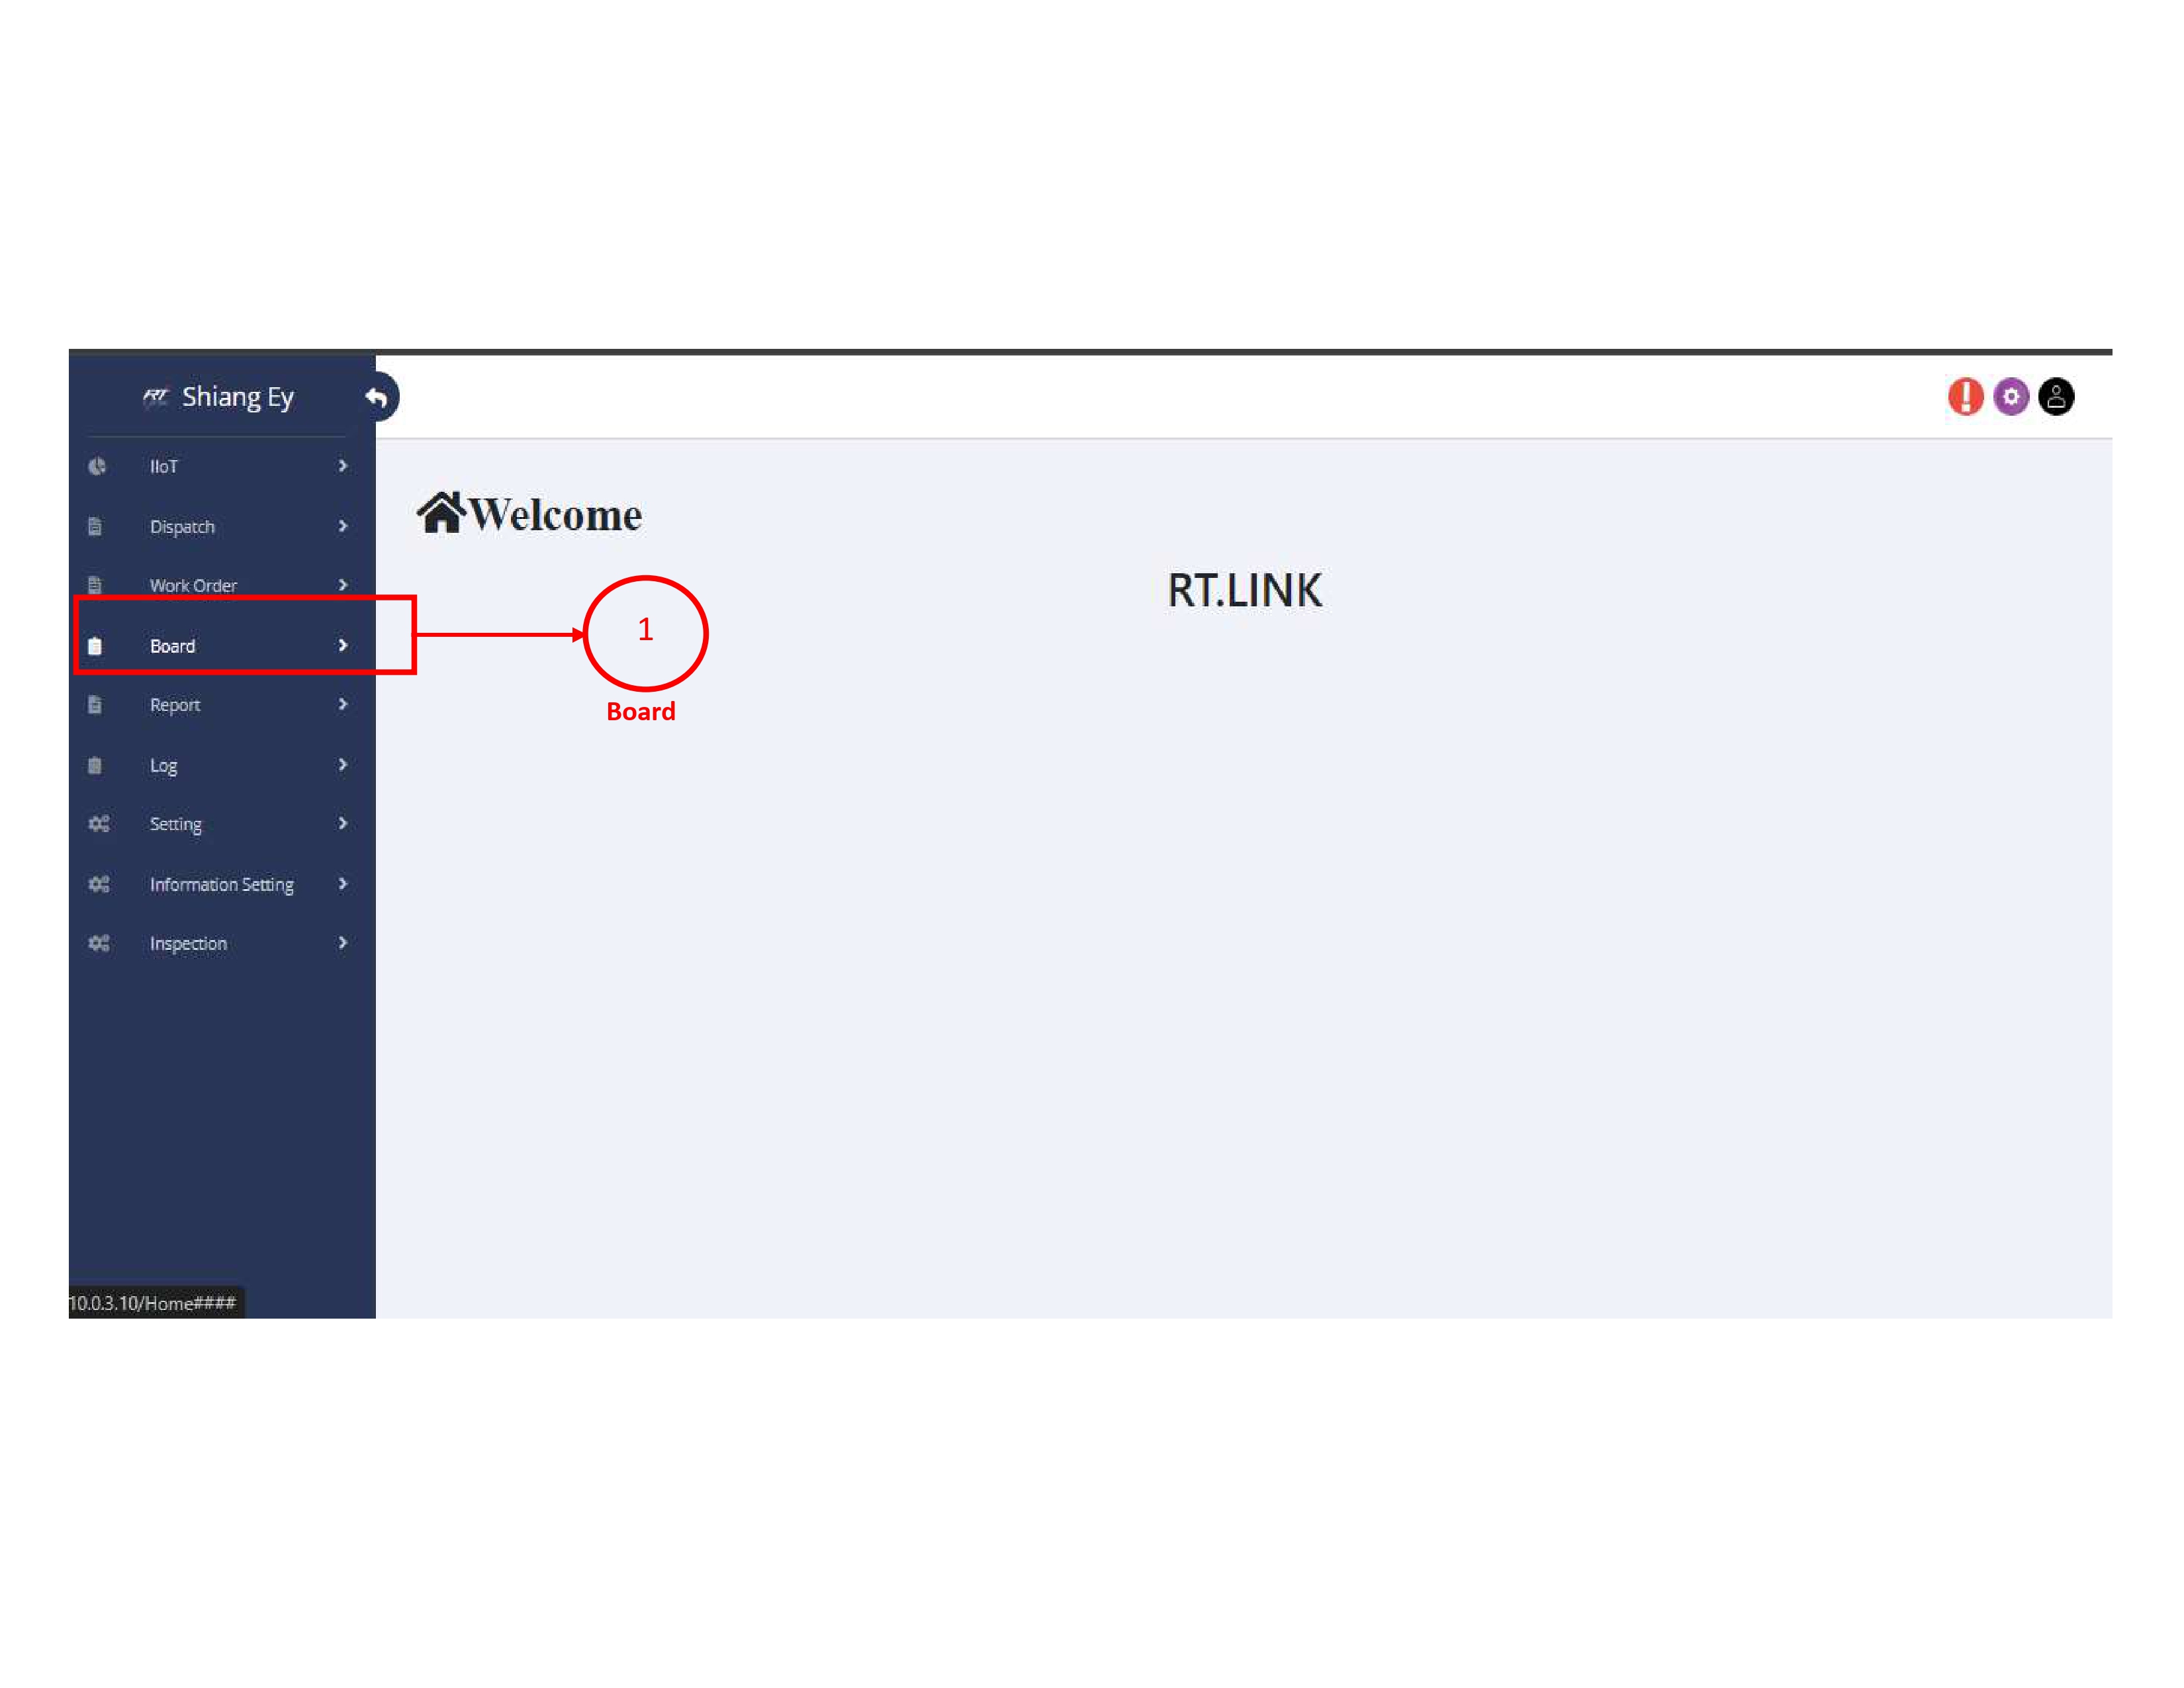 RT Shiang Ey
IIoT
Dispatch
Welcome
RT.LINK
Work Order
Board
1
Board
Report
Log
Setting
Information Setting
Inspection
10.0.3.10/Home####